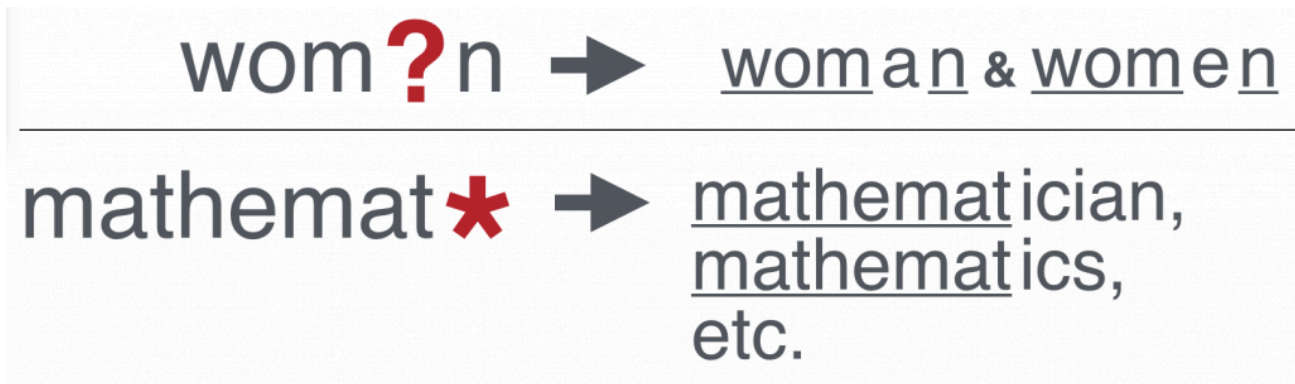 wom?n → woman & women
mathemat* → mathematician,
mathematics,
etc.